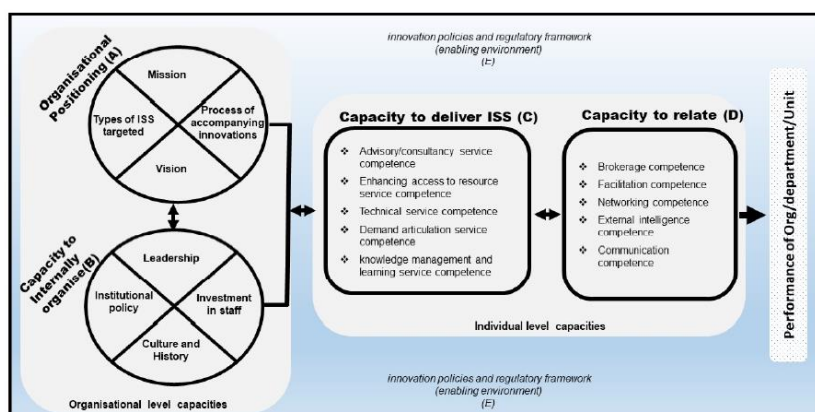 innovation policies and regulatory framework
(enabling environment)
(E)
Organisational
Positioning (A)
Mission
Types of ISS
targeted
Process of
accompanying
innovations
Vision
Capacity to
Internally
organise(B)
Leadership
Institutional
policy
Investment
in staff
Culture and
History
Organisational level capacities
Capacity to deliver ISS (C)
❖ Advisory/consultancy service
competence
❖ Enhancing access to resource
service competence
❖ Technical service competence
❖ Demand articulation service
competence
❖ knowledge management and
learning service competence
Capacity to relate (D)
❖ Brokerage competence
❖ Facilitation competence
❖ Networking competence
❖ External intelligence
competence
❖ Communication
competence
Individual level capacities
Performance of Org/department/Unit
innovation policies and regulatory framework
(enabling environment)
(E)